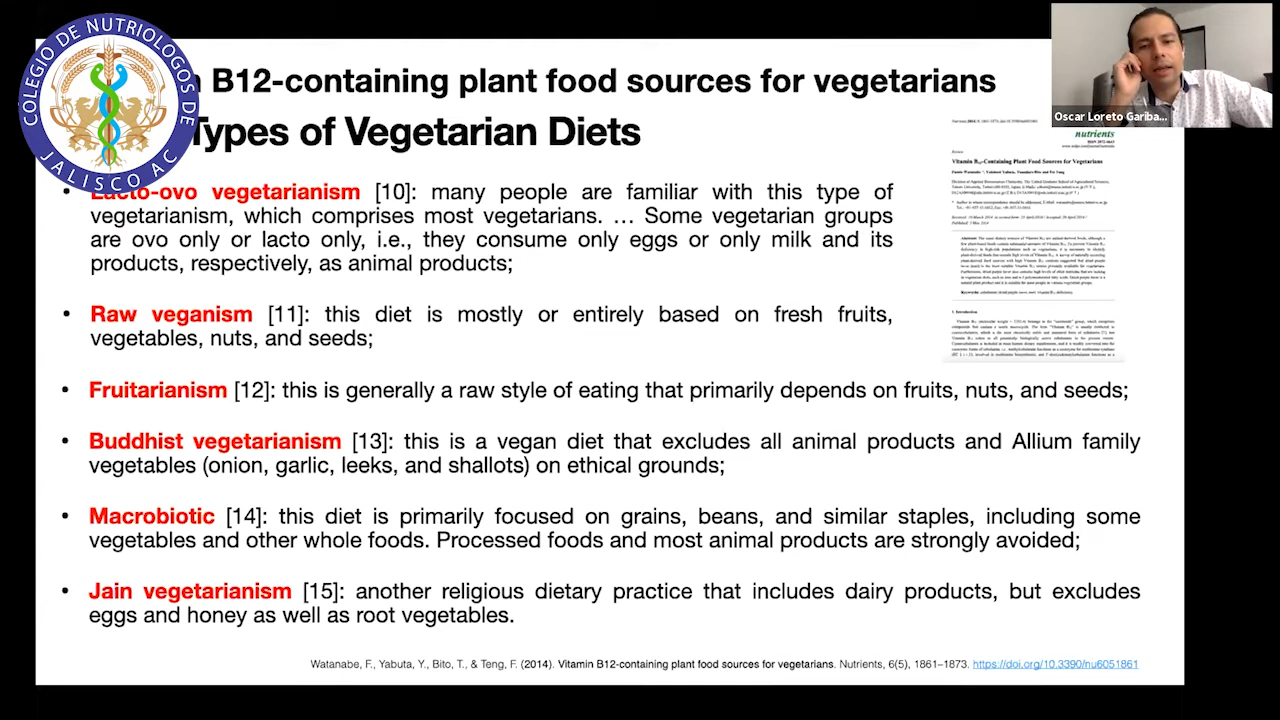 COLEGIO DE NUTRIOLOGOS DE
JALISCO AC
B12-containing plant food sources for vegetarians
Types of Vegetarian Diets
Oscar Loreto Gariba...
nutrients
Vitamin B12-Containing Plant Food Sources for Vegetarians
• Lacto-ovo vegetarianism [10]: many people are familiar with this type of
vegetarianism, which comprises most vegetarians. … Some vegetarian groups
are ovo only or lacto only, i.e., they consume only eggs or only milk and its
products, respectively, as animal products;
• Raw veganism [11]: this diet is mostly or entirely based on fresh fruits,
vegetables, nuts, and seeds;
• Fruitarianism [12]: this is generally a raw style of eating that primarily depends on fruits, nuts, and seeds;
• Buddhist vegetarianism [13]: this is a vegan diet that excludes all animal products and Allium family
vegetables (onion, garlic, leeks, and shallots) on ethical grounds;
• Macrobiotic [14]: this diet is primarily focused on grains, beans, and similar staples, including some
vegetables and other whole foods. Processed foods and most animal products are strongly avoided;
• Jain vegetarianism [15]: another religious dietary practice that includes dairy products, but excludes
eggs and honey as well as root vegetables.
Watanabe, F., Yabuta, Y., Bito, T., & Teng, F. (2014). Vitamin B12-containing plant food sources for vegetarians. Nutrients, 6(5), 1861–1873. https://doi.org/10.3390/nu6051861